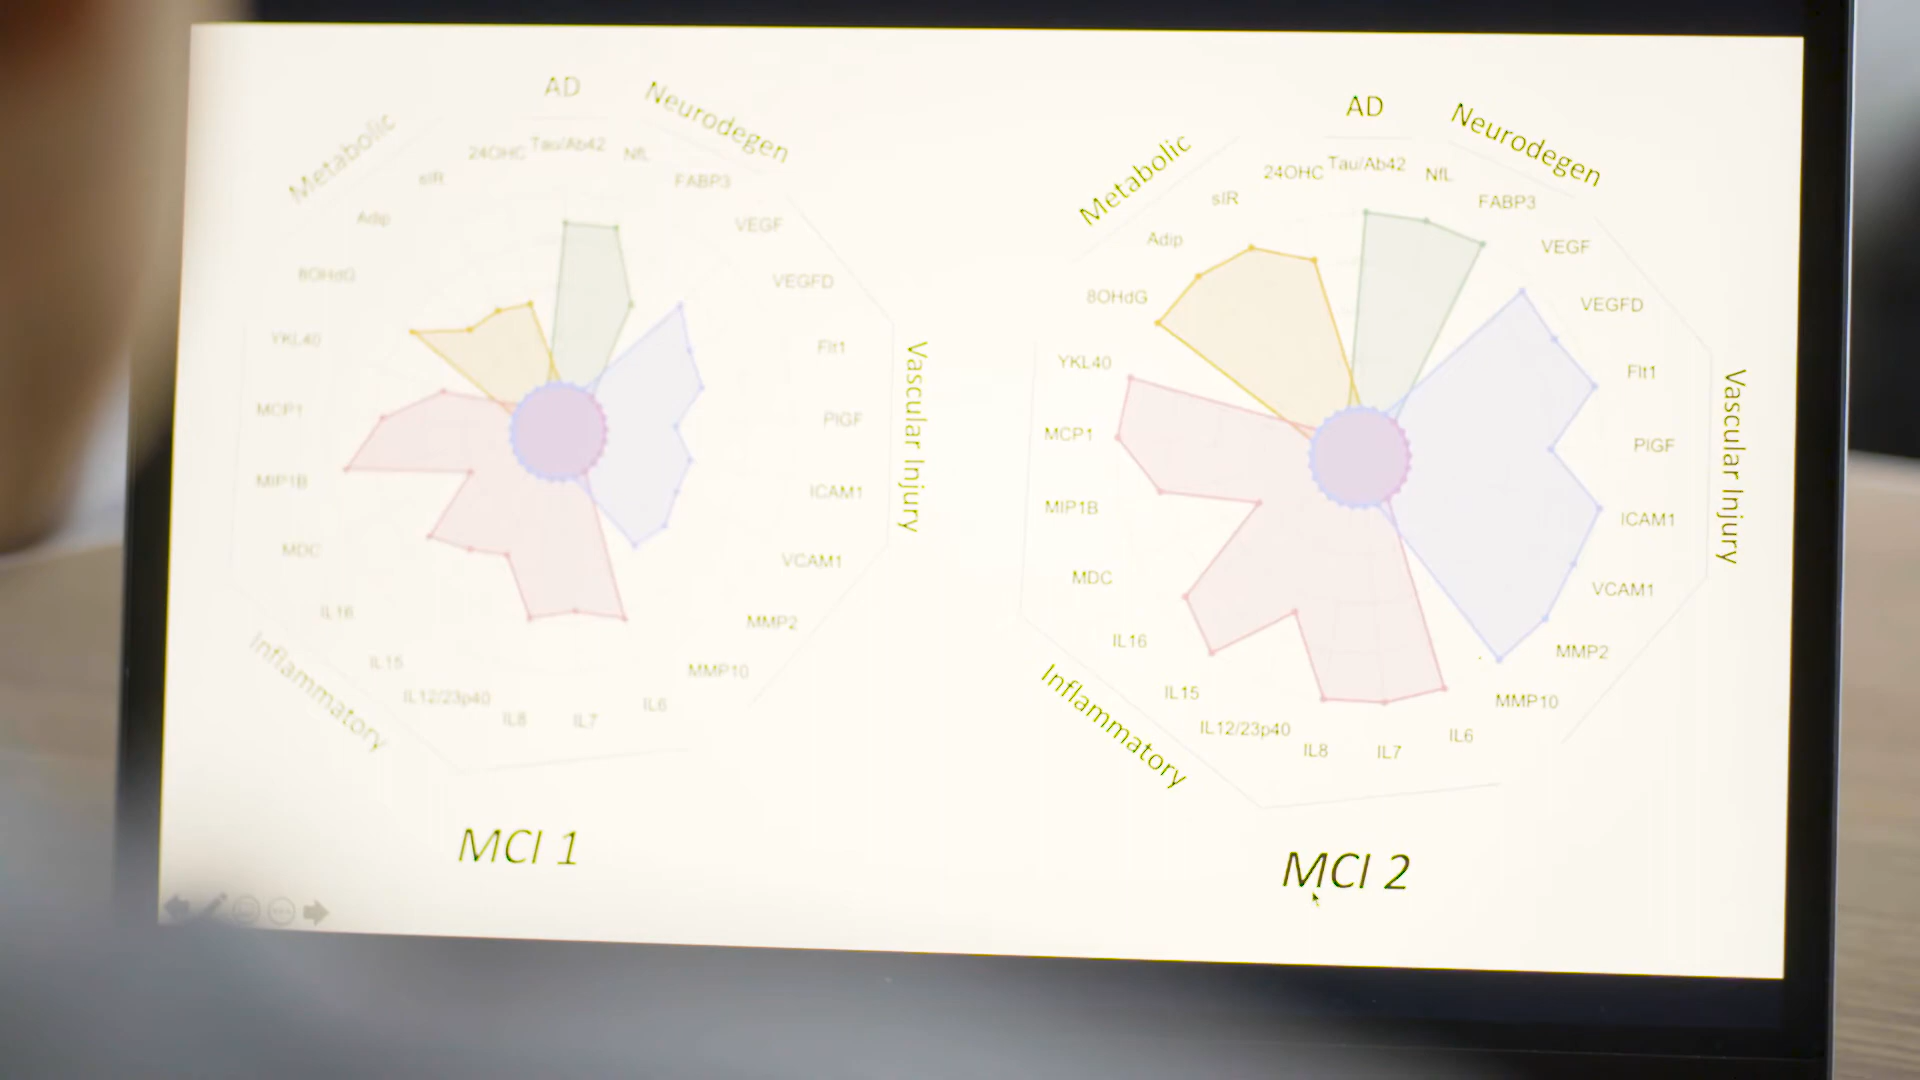 AD
Neurodegen
Metabolic
24OHC
Tau/Ab42
NfL
sIR
FABP3
Adip
VEGF
8OHdG
VEGFD
YKL40
Flt1
MCP1
PlGF
Vascular Injury
MIP1B
ICAM1
MDC
VCAM1
IL16
MMP2
IL15
MMP10
Inflammatory
IL12/23p40
IL8
IL7
IL6
MCI 1
AD
Neurodegen
Metabolic
24OHC
Tau/Ab42
NfL
sIR
FABP3
Adip
VEGF
8OHdG
VEGFD
YKL40
Flt1
MCP1
PlGF
Vascular Injury
MIP1B
ICAM1
MDC
VCAM1
IL16
MMP2
IL15
MMP10
Inflammatory
IL12/23p40
IL8
IL7
IL6
MCI 2